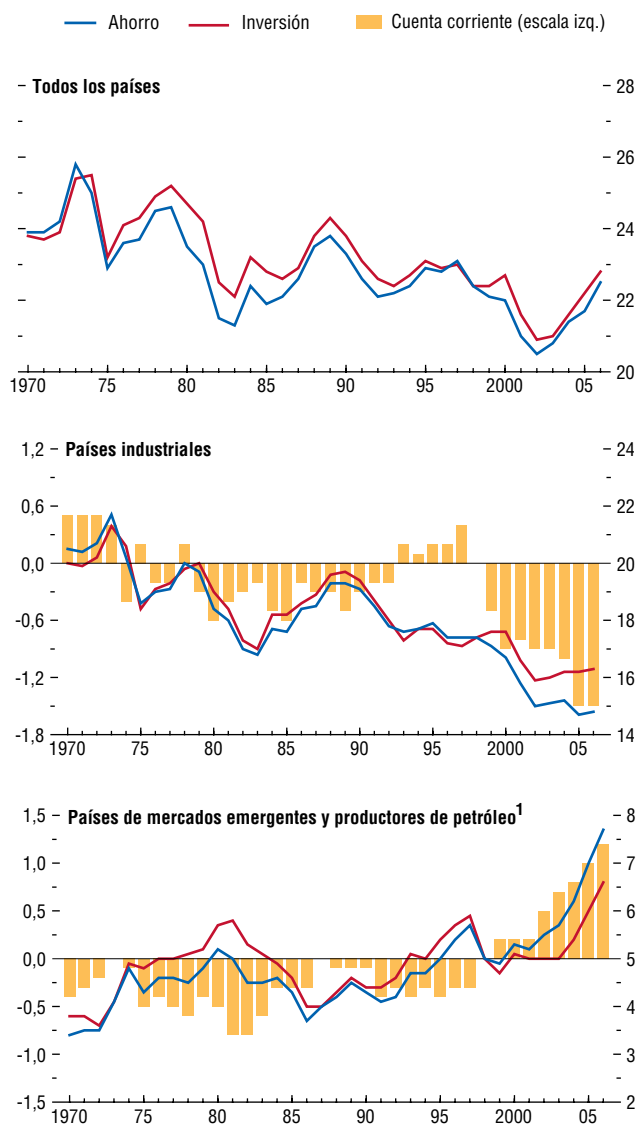 Ahorro Inversión Cuenta corriente (escala izq.)
Todos los países
28
26
24
22
20
1970 75 80 85 90 95 2000 05
Países industriales
1,2 24
0,6 22
0,0 20
-0,6 18
-1,2 16
-1,8 14
1970 75 80 85 90 95 2000 05
Países de mercados emergentes y productores de petróleo1
1,5 8
1,0 7
0,5 6
0,0 5
-0,5 4
-1,0 3
-1,5 2
1970 75 80 85 90 95 2000 05